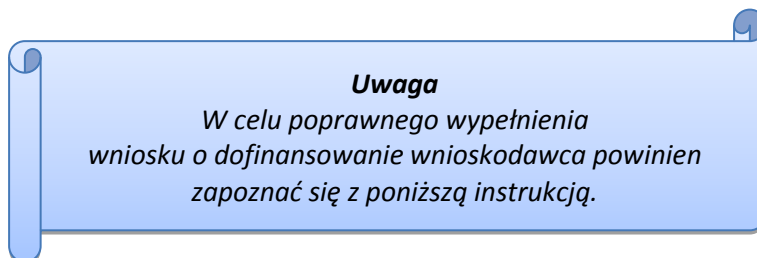 Uwaga
W celu poprawnego wypełnienia
wniosku o dofinansowanie wnioskodawca powinien
zapoznać się z poniższą instrukcją.